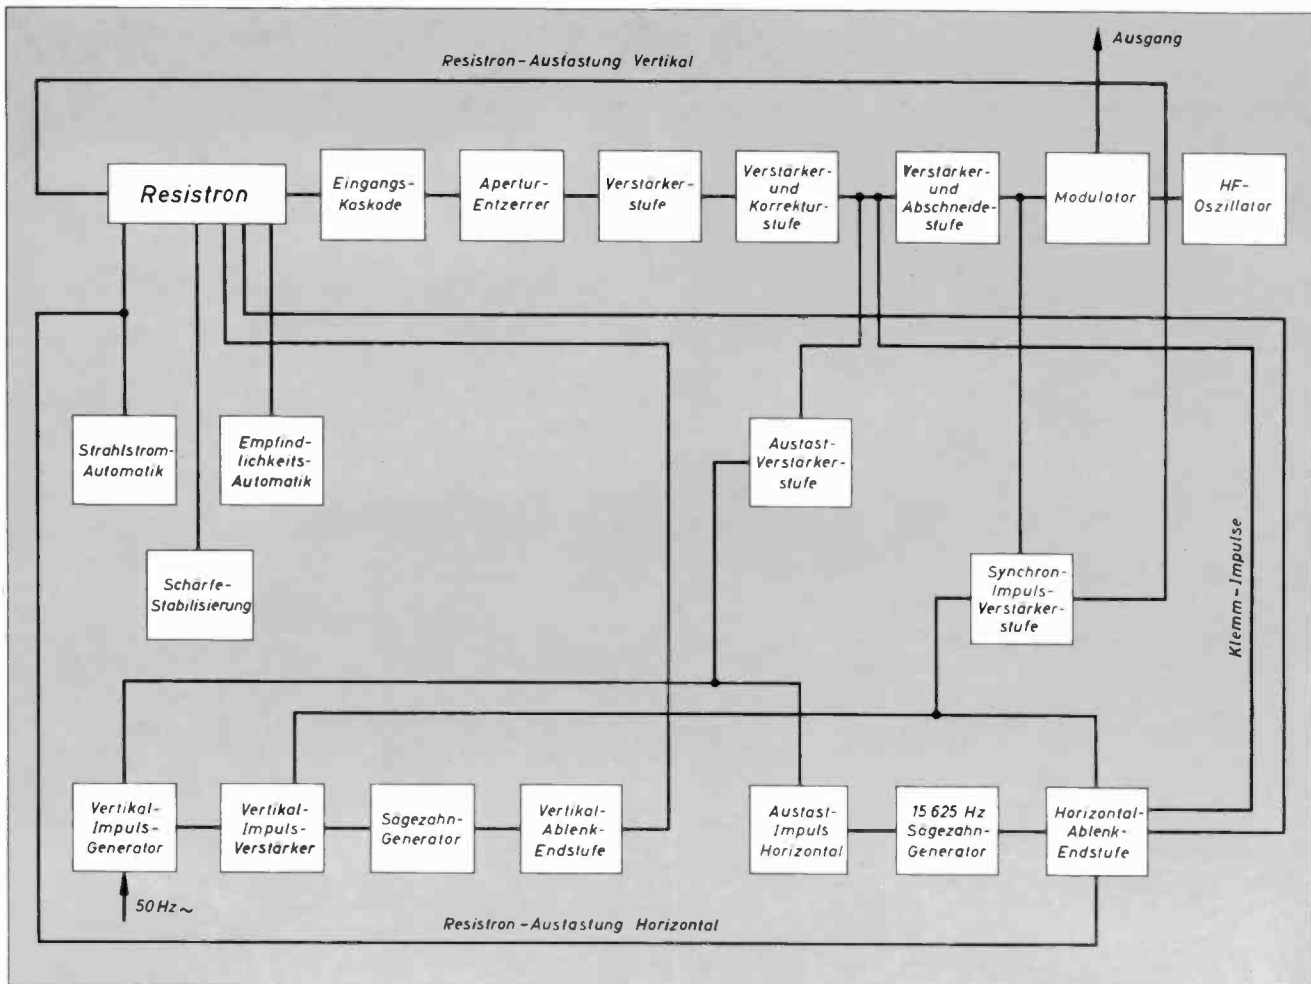 Ausgang
Resistron-Austastung Vertikal
Resistron
Eingangs-
Kaskode
Apertur-
Entzerrer
Verstärker-
stufe
Verstärker-
und
Korrektur-
stufe
Verstärker-
und
Abschneide-
stufe
Modulator
HF-
Oszillator
Strahlstrom-
Automatik
Empfind-
lichkeits-
Automatik
Austast-
Verstärker-
stufe
Schärfe-
Stabilisierung
Synchron-
Impuls-
Verstärker-
stufe
Klemm-Impulse
Vertikal-
Impuls-
Generator
Vertikal-
Impuls-
Verstärker
Sägezahn-
Generator
Vertikal-
Ablenk-
Endstufe
Austast-
Impuls
Horizontal
15 625 Hz
Sägezahn-
Generator
Horizontal-
Ablenk-
Endstufe
50 Hz ~
Resistron-Austastung Horizontal